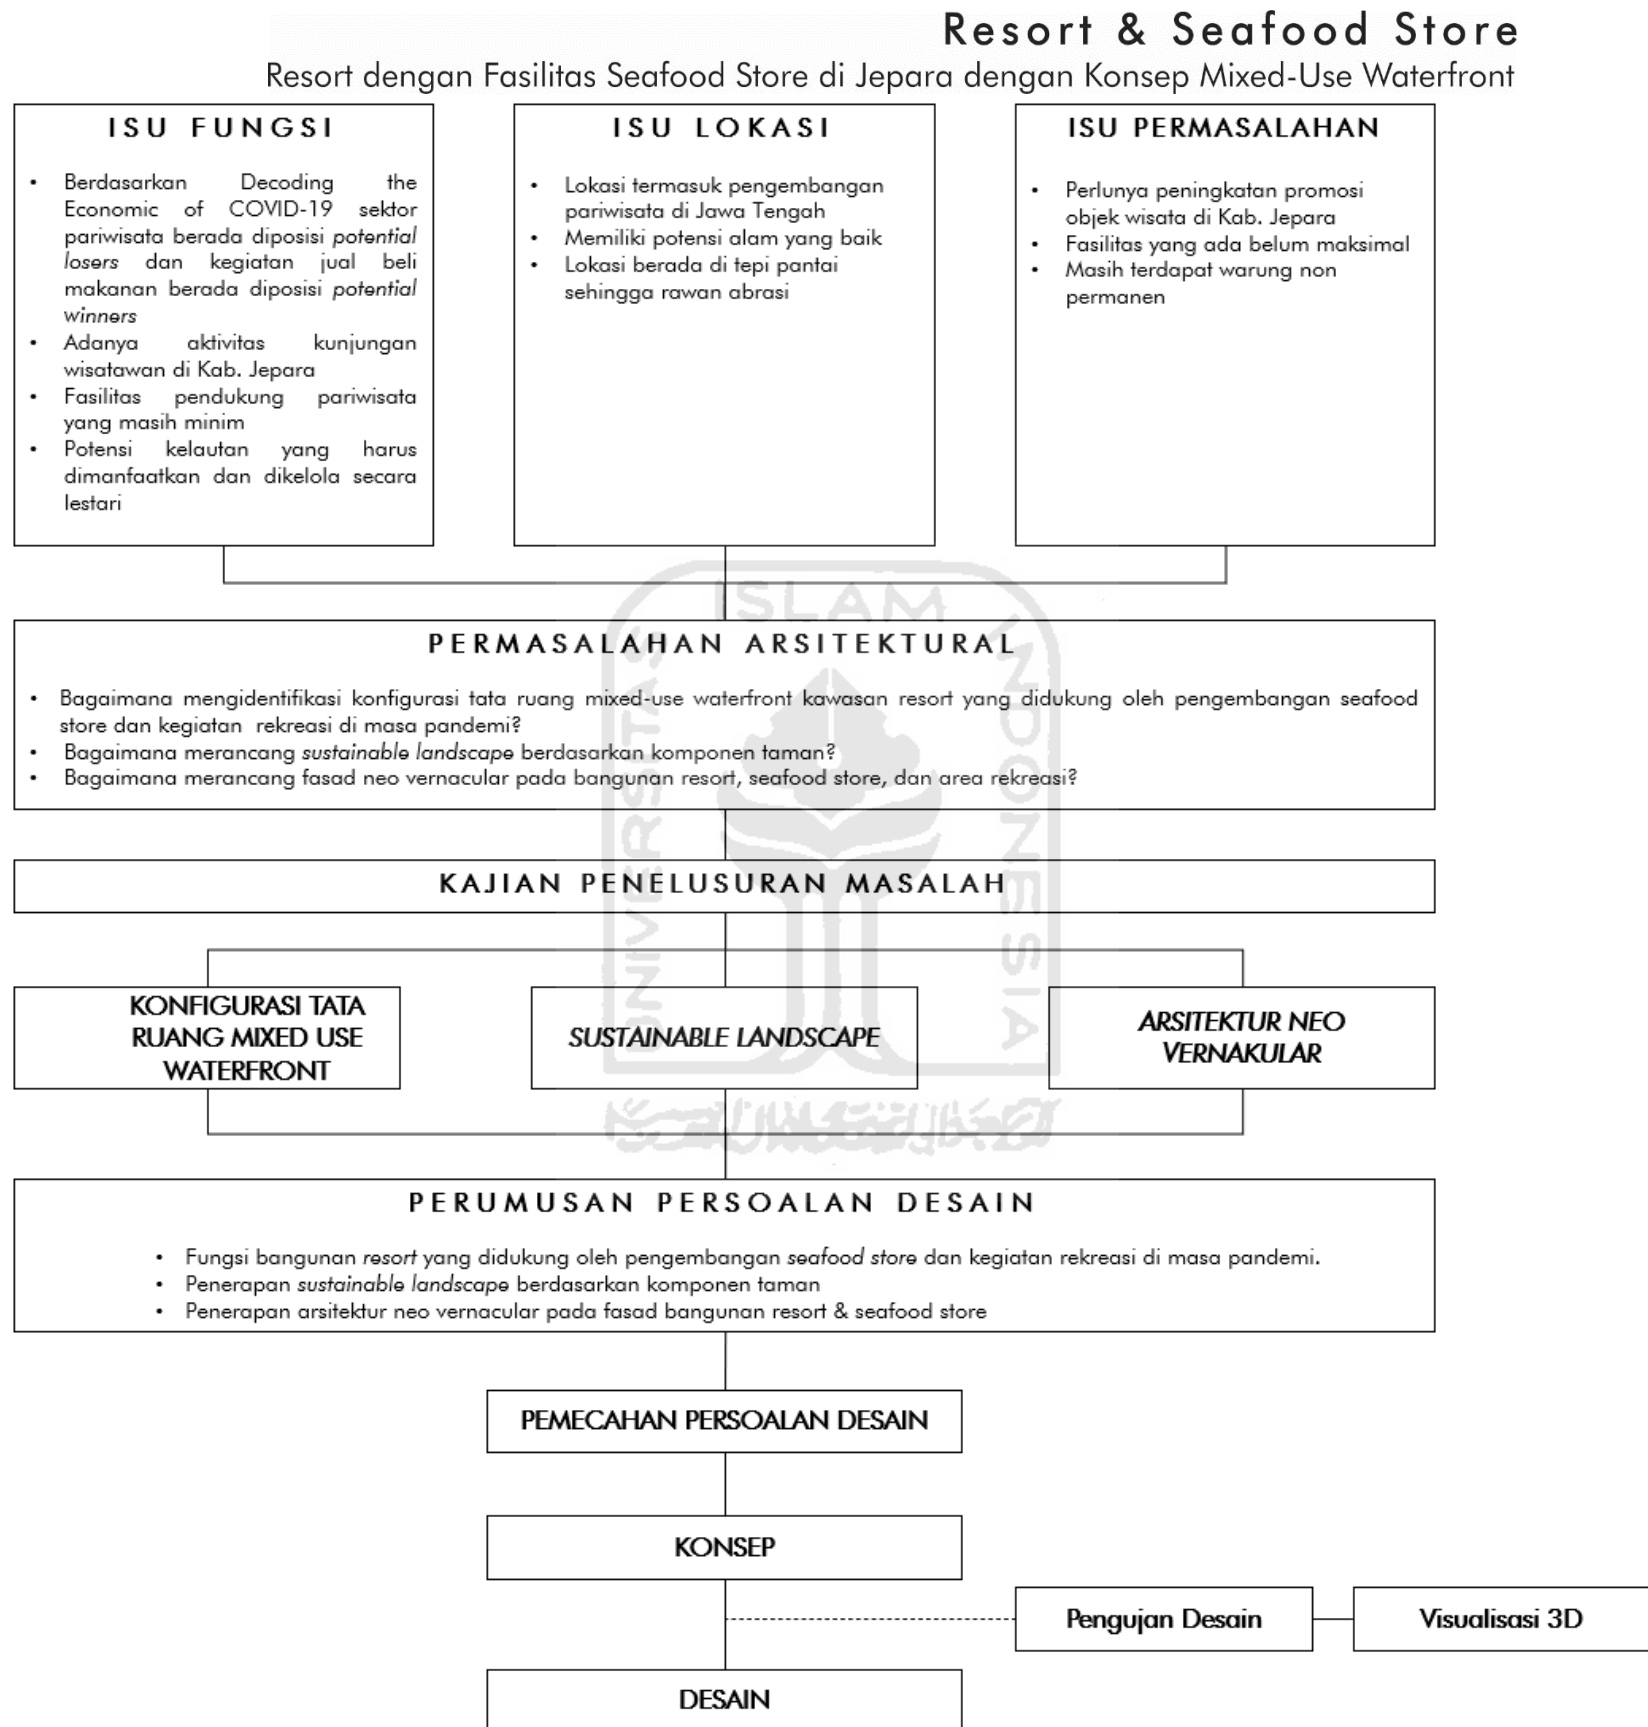 Resort & Seafood Store
Resort dengan Fasilitas Seafood Store di Jepara dengan Konsep Mixed-Use Waterfront
ISU FUNGSI
• Berdasarkan Decoding the
Economic of COVID-19 sektor
pariwisata berada diposisi potential
losers dan kegiatan jual beli
makanan berada diposisi potential
winners
• Adanya aktivitas kunjungan
wisatawan di Kab. Jepara
• Fasilitas pendukung pariwisata
yang masih minim
• Potensi kelautan yang harus
dimanfaatkan dan dikelola secara
lestari
ISU LOKASI
• Lokasi termasuk pengembangan
pariwisata di Jawa Tengah
• Memiliki potensi alam yang baik
• Lokasi berada di tepi pantai
sehingga rawan abrasi
ISU PERMASALAHAN
• Perlunya peningkatan promosi
objek wisata di Kab. Jepara
• Fasilitas yang ada belum maksimal
• Masih terdapat warung non
permanen
PERMASALAHAN ARSITEKTURAL
• Bagaimana mengidentifikasi konfigurasi tata ruang mixed-use waterfront kawasan resort yang didukung oleh pengembangan seafood
store dan kegiatan rekreasi di masa pandemi?
• Bagaimana merancang sustainable landscape berdasarkan komponen taman?
• Bagaimana merancang fasad neo vernacular pada bangunan resort, seafood store, dan area rekreasi?
KAJIAN PENELUSURAN MASALAH
KONFIGURASI TATA
RUANG MIXED USE
WATERFRONT
SUSTAINABLE LANDSCAPE
ARSITEKTUR NEO
VERNAKULAR
PERUMUSAN PERSOALAN DESAIN
• Fungsi bangunan resort yang didukung oleh pengembangan seafood store dan kegiatan rekreasi di masa pandemi.
• Penerapan sustainable landscape berdasarkan komponen taman
• Penerapan arsitektur neo vernacular pada fasad bangunan resort & seafood store
PEMECAHAN PERSOALAN DESAIN
KONSEP
Pengujan Desain
Visualisasi 3D
DESAIN
UNIVERSITAS
ISLAM
INDONESIA